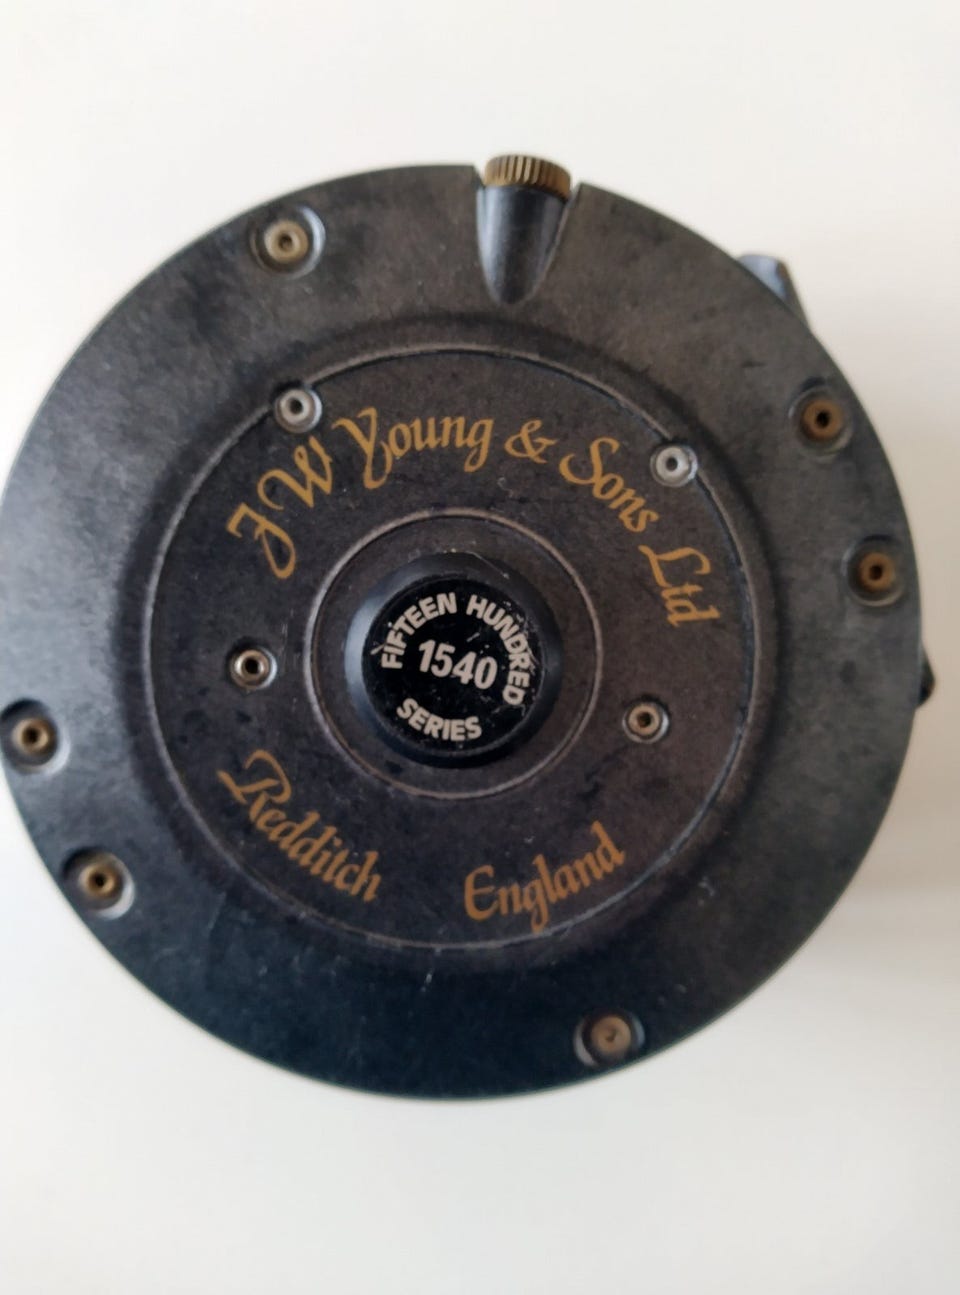 J W Young & Sons Ltd
FIFTEEN HUNDRED
1540
SERIES
Redditch England